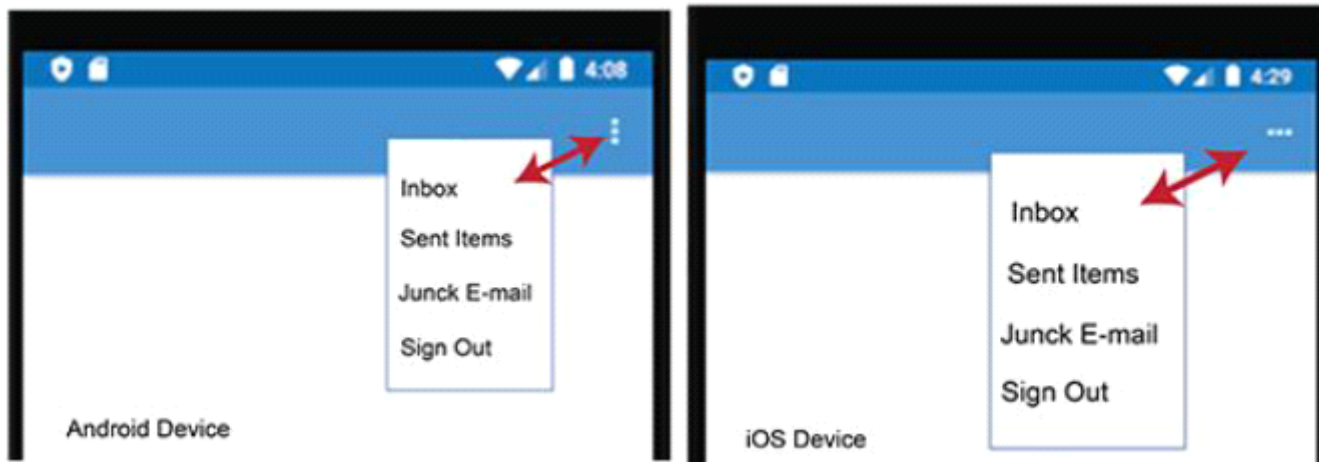 4:08
Inbox
Sent Items
Junck E-mail
Sign Out
Android Device
4:29
Inbox
Sent Items
Junck E-mail
Sign Out
iOS Device